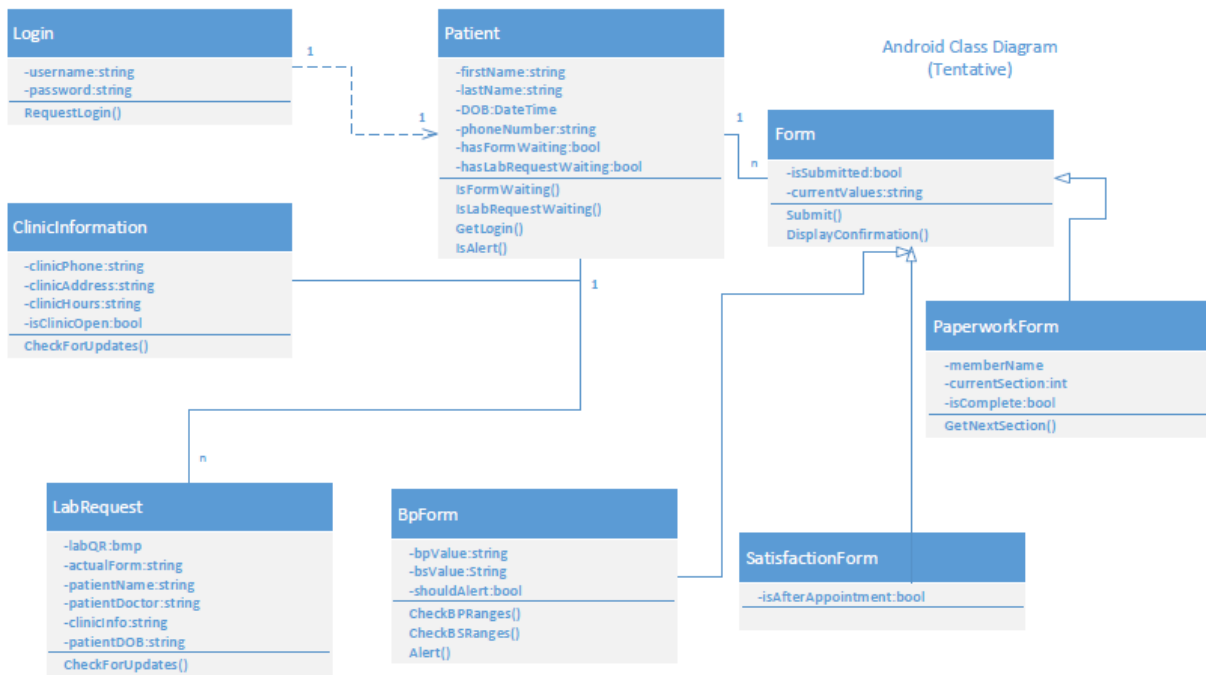 Login
-username:string
-password:string
RequestLogin()
1
1
Patient
-firstName:string
-lastName:string
-DOB:DateTime
-phoneNumber:string
-hasFormWaiting:bool
-hasLabRequestWaiting:bool
IsFormWaiting()
IsLabRequestWaiting()
GetLogin()
IsAlert()
Android Class Diagram
(Tentative)
1
n
Form
-isSubmitted:bool
-currentValues:string
Submit()
DisplayConfirmation()
ClinicInformation
-clinicPhone:string
-clinicAddress:string
-clinicHours:string
-isClinicOpen:bool
CheckForUpdates()
1
n
PaperworkForm
-memberName
-currentSection:int
-isComplete:bool
GetNextSection()
LabRequest
-labQR:bmp
-actualForm:string
-patientName:string
-patientDoctor:string
-clinicInfo:string
-patientDOB:string
CheckForUpdates()
BpForm
-bpValue:string
-bsValue:String
-shouldAlert:bool
CheckBPRanges()
CheckBSRanges()
Alert()
SatisfactionForm
-isAfterAppointment:bool